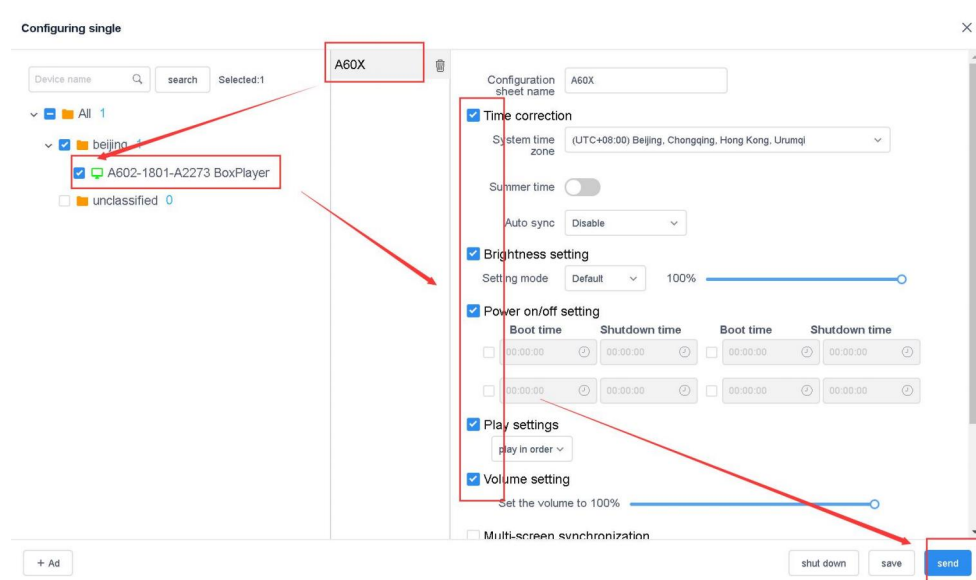 Configuring single
Device name
search
Selected:1
All 1
beijing 1
A602-1801-A2273 BoxPlayer
unclassified 0
A60X
Configuration sheet name A60X
Time correction
System time zone (UTC+08:00) Beijing, Chongqing, Hong Kong, Urumqi
Summer time
Auto sync Disable
Brightness setting
Setting mode Default 100%
Power on/off setting
Boot time Shutdown time Boot time Shutdown time
00:00:00 00:00:00 00:00:00 00:00:00
00:00:00 00:00:00 00:00:00 00:00:00
Play settings
play in order
Volume setting
Set the volume to 100%
Multi-screen synchronization
+ Ad
shut down
save
send